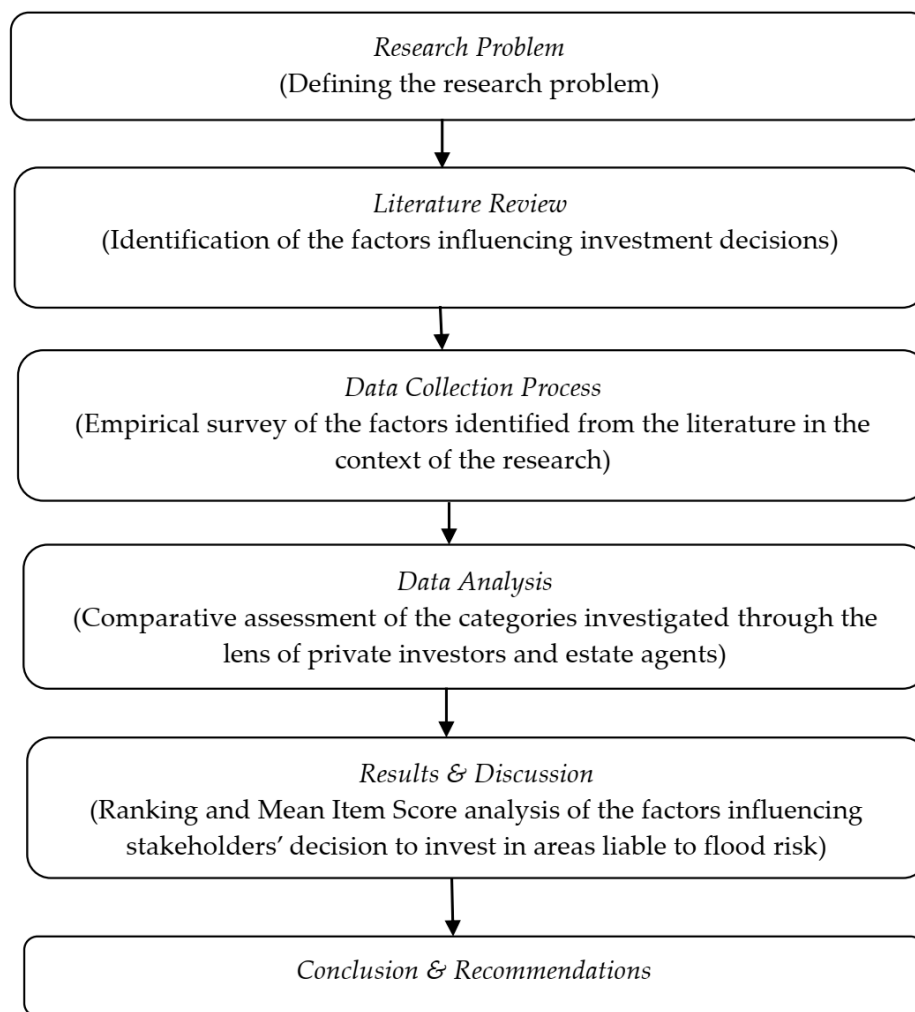 Research Problem
(Defining the research problem)
Literature Review
(Identification of the factors influencing investment decisions)
Data Collection Process
(Empirical survey of the factors identified from the literature in the
context of the research)
Data Analysis
(Comparative assessment of the categories investigated through the
lens of private investors and estate agents)
Results & Discussion
(Ranking and Mean Item Score analysis of the factors influencing
stakeholders’ decision to invest in areas liable to flood risk)
Conclusion & Recommendations